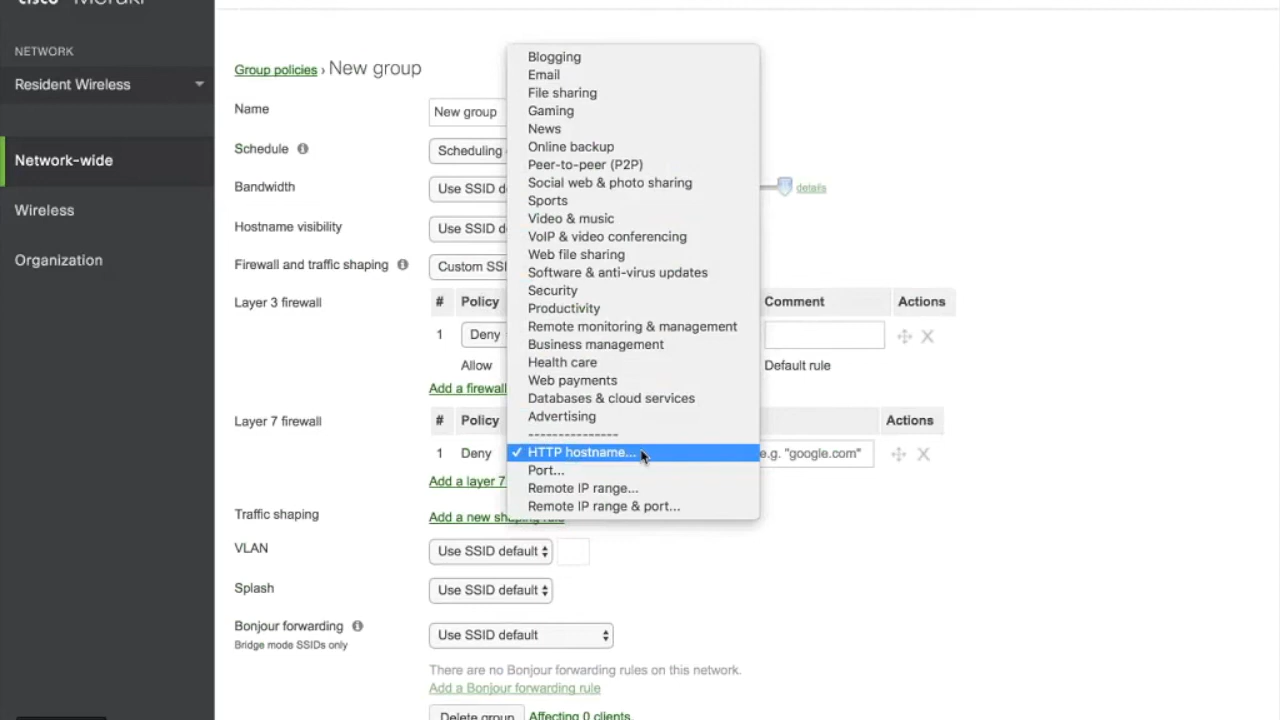 cisco Meraki
NETWORK
Resident Wireless
Network-wide
Wireless
Organization
Group policies › New group
Name
New group
Schedule
Scheduling
Bandwidth
Use SSID d
details
Hostname visibility
Use SSID d
Firewall and traffic shaping
Custom SSI
Layer 3 firewall
# Policy
Comment
Actions
1 Deny
X
Allow
Default rule
Add a firewall
Layer 7 firewall
# Policy
Actions
1 Deny
e.g. "google.com"
X
Add a layer 7
Traffic shaping
Add a new shaping rule
VLAN
Use SSID default
Splash
Use SSID default
Bonjour forwarding
Bridge mode SSIDs only
Use SSID default
There are no Bonjour forwarding rules on this network.
Add a Bonjour forwarding rule
Delete group
Affecting 0 clients.
Blogging
Email
File sharing
Gaming
News
Online backup
Peer-to-peer (P2P)
Social web & photo sharing
Sports
Video & music
VoIP & video conferencing
Web file sharing
Software & anti-virus updates
Security
Productivity
Remote monitoring & management
Business management
Health care
Web payments
Databases & cloud services
Advertising
---------------
✓ HTTP hostname...
Port...
Remote IP range...
Remote IP range & port...